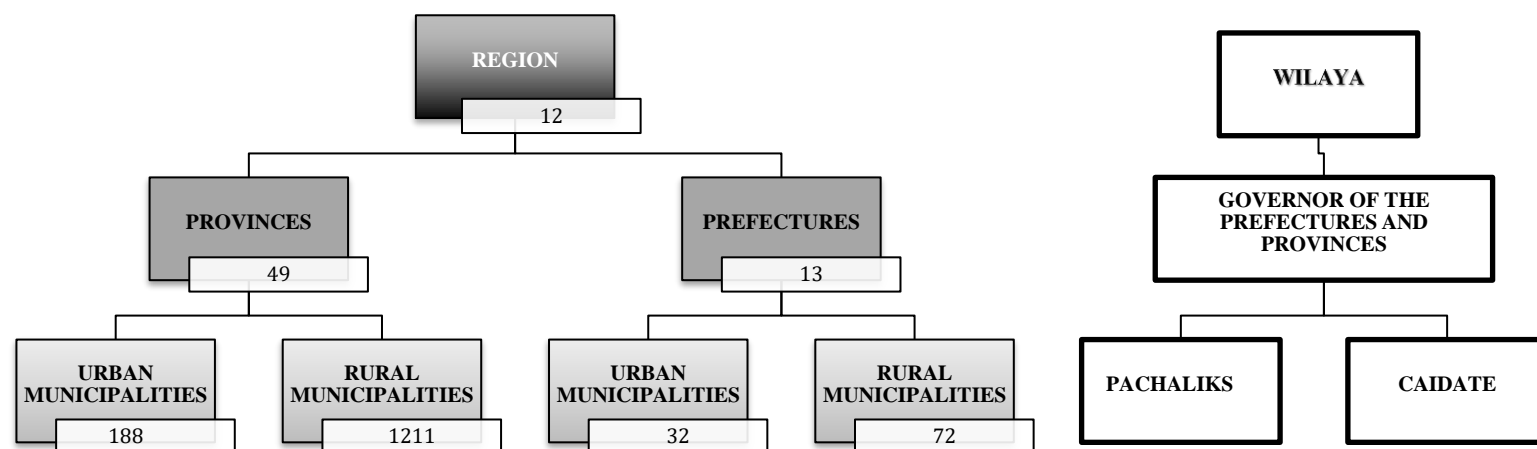 REGION
12
PROVINCES
49
PREFECTURES
13
URBAN
MUNICIPALITIES
188
RURAL
MUNICIPALITIES
1211
URBAN
MUNICIPALITIES
32
RURAL
MUNICIPALITIES
72
WILAYA
GOVERNOR OF THE
PREFECTURES AND
PROVINCES
PACHALIKS
CAIDATE